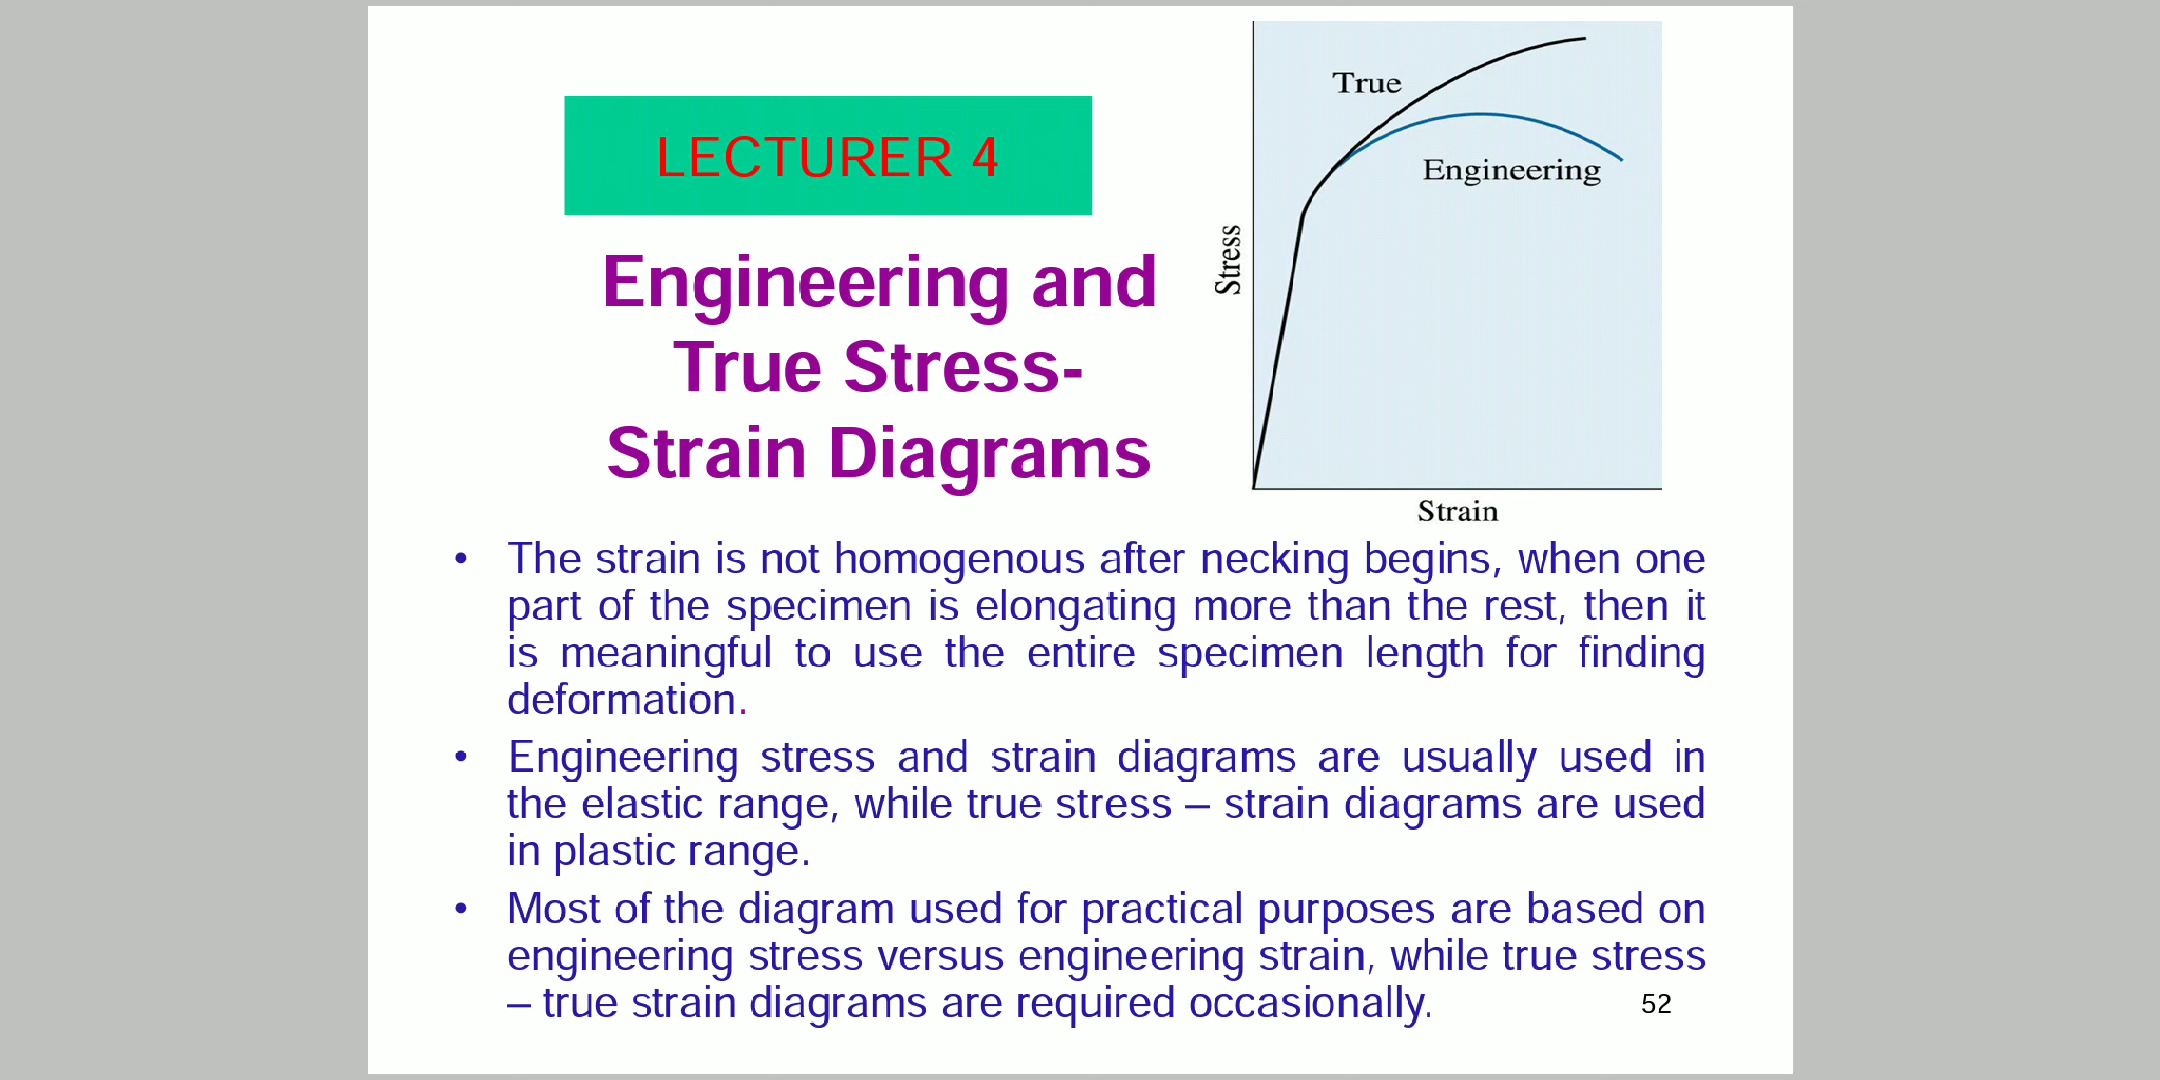 LECTURER 4
Engineering and
True Stress-
Strain Diagrams
True
Engineering
Stress
Strain
• The strain is not homogenous after necking begins, when one
part of the specimen is elongating more than the rest, then it
is meaningful to use the entire specimen length for finding
deformation.
• Engineering stress and strain diagrams are usually used in
the elastic range, while true stress – strain diagrams are used
in plastic range.
• Most of the diagram used for practical purposes are based on
engineering stress versus engineering strain, while true stress
– true strain diagrams are required occasionally.
52